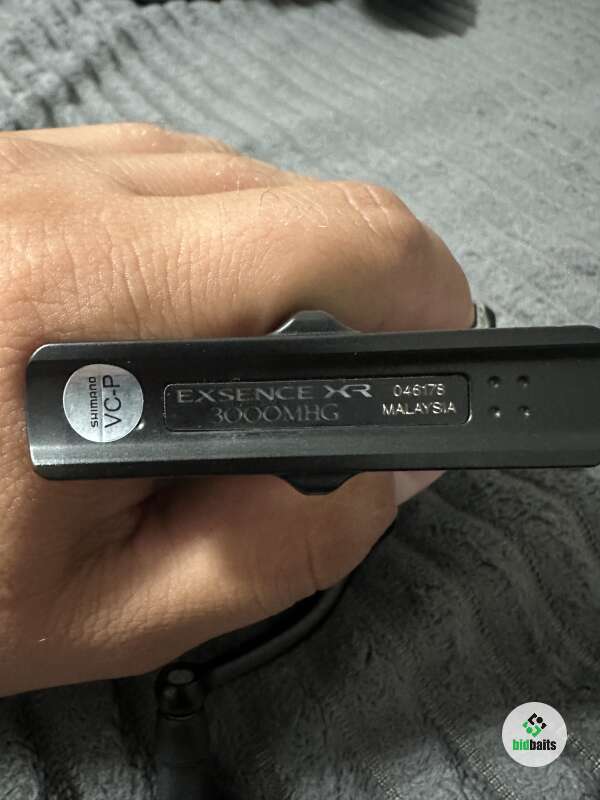 SHIMANO
VC-P
EXSENCE XR
3000MHG
046178
MALAYSIA
bidbaits